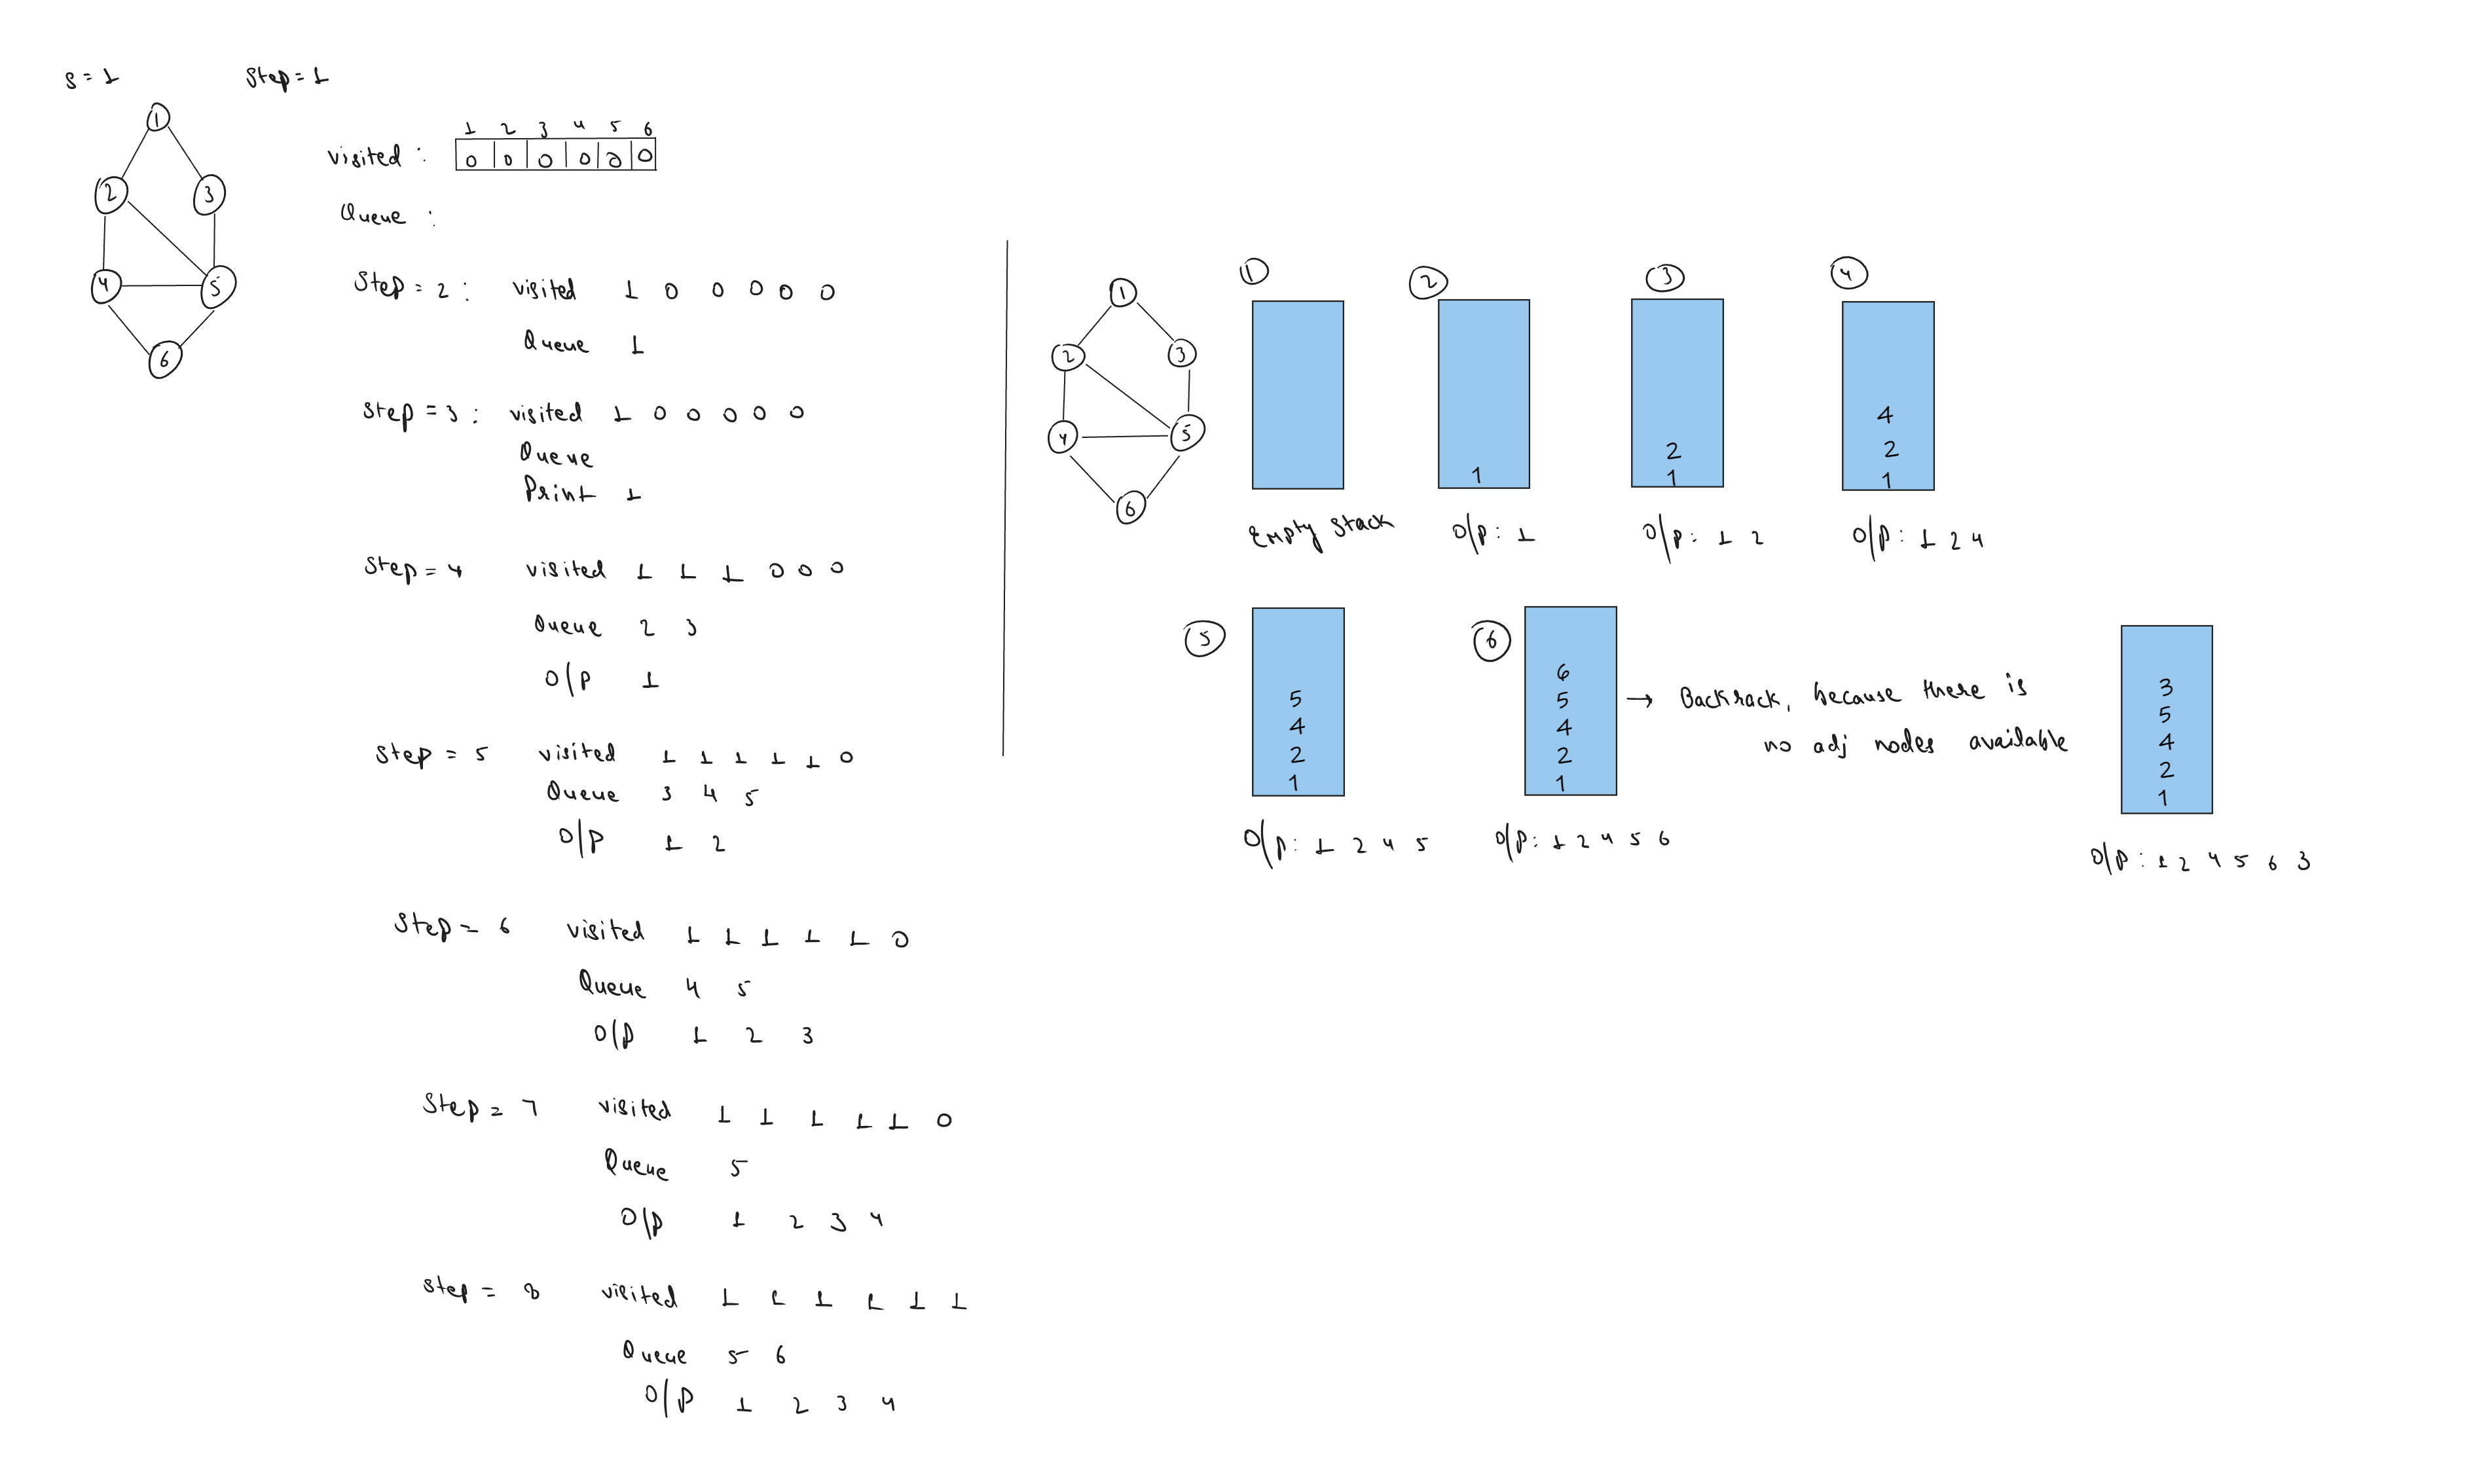 s = 1
Step = 1
1
2 3
4 5
6
1 2 3 4 5 6
visited : 0 0 0 0 0 0
Queue :
Step = 2 : visited 1 0 0 0 0 0
Queue 1
Step = 3 : visited 1 0 0 0 0 0
Queue
Print 1
Step = 4 visited 1 1 1 0 0 0
Queue 2 3
O/P 1
Step = 5 visited 1 1 1 1 1 0
Queue 3 4 5
O/P 1 2
Step = 6 visited 1 1 1 1 1 0
Queue 4 5
O/P 1 2 3
Step = 7 visited 1 1 1 1 1 0
Queue 5
O/P 1 2 3 4
Step = 8 visited 1 1 1 1 1 1
Queue 5 6
O/P 1 2 3 4
1
2 3
4 5
6
1
Empty Stack
2
1
O/P : 1
3
2
1
O/P : 1 2
4
4
2
1
O/P : 1 2 4
5
5
4
2
1
O/P : 1 2 4 5
6
6
5
4
2
1
O/P : 1 2 4 5 6
→ Backtrack, because there is
no adj nodes available
3
5
4
2
1
O/P : 1 2 4 5 6 3